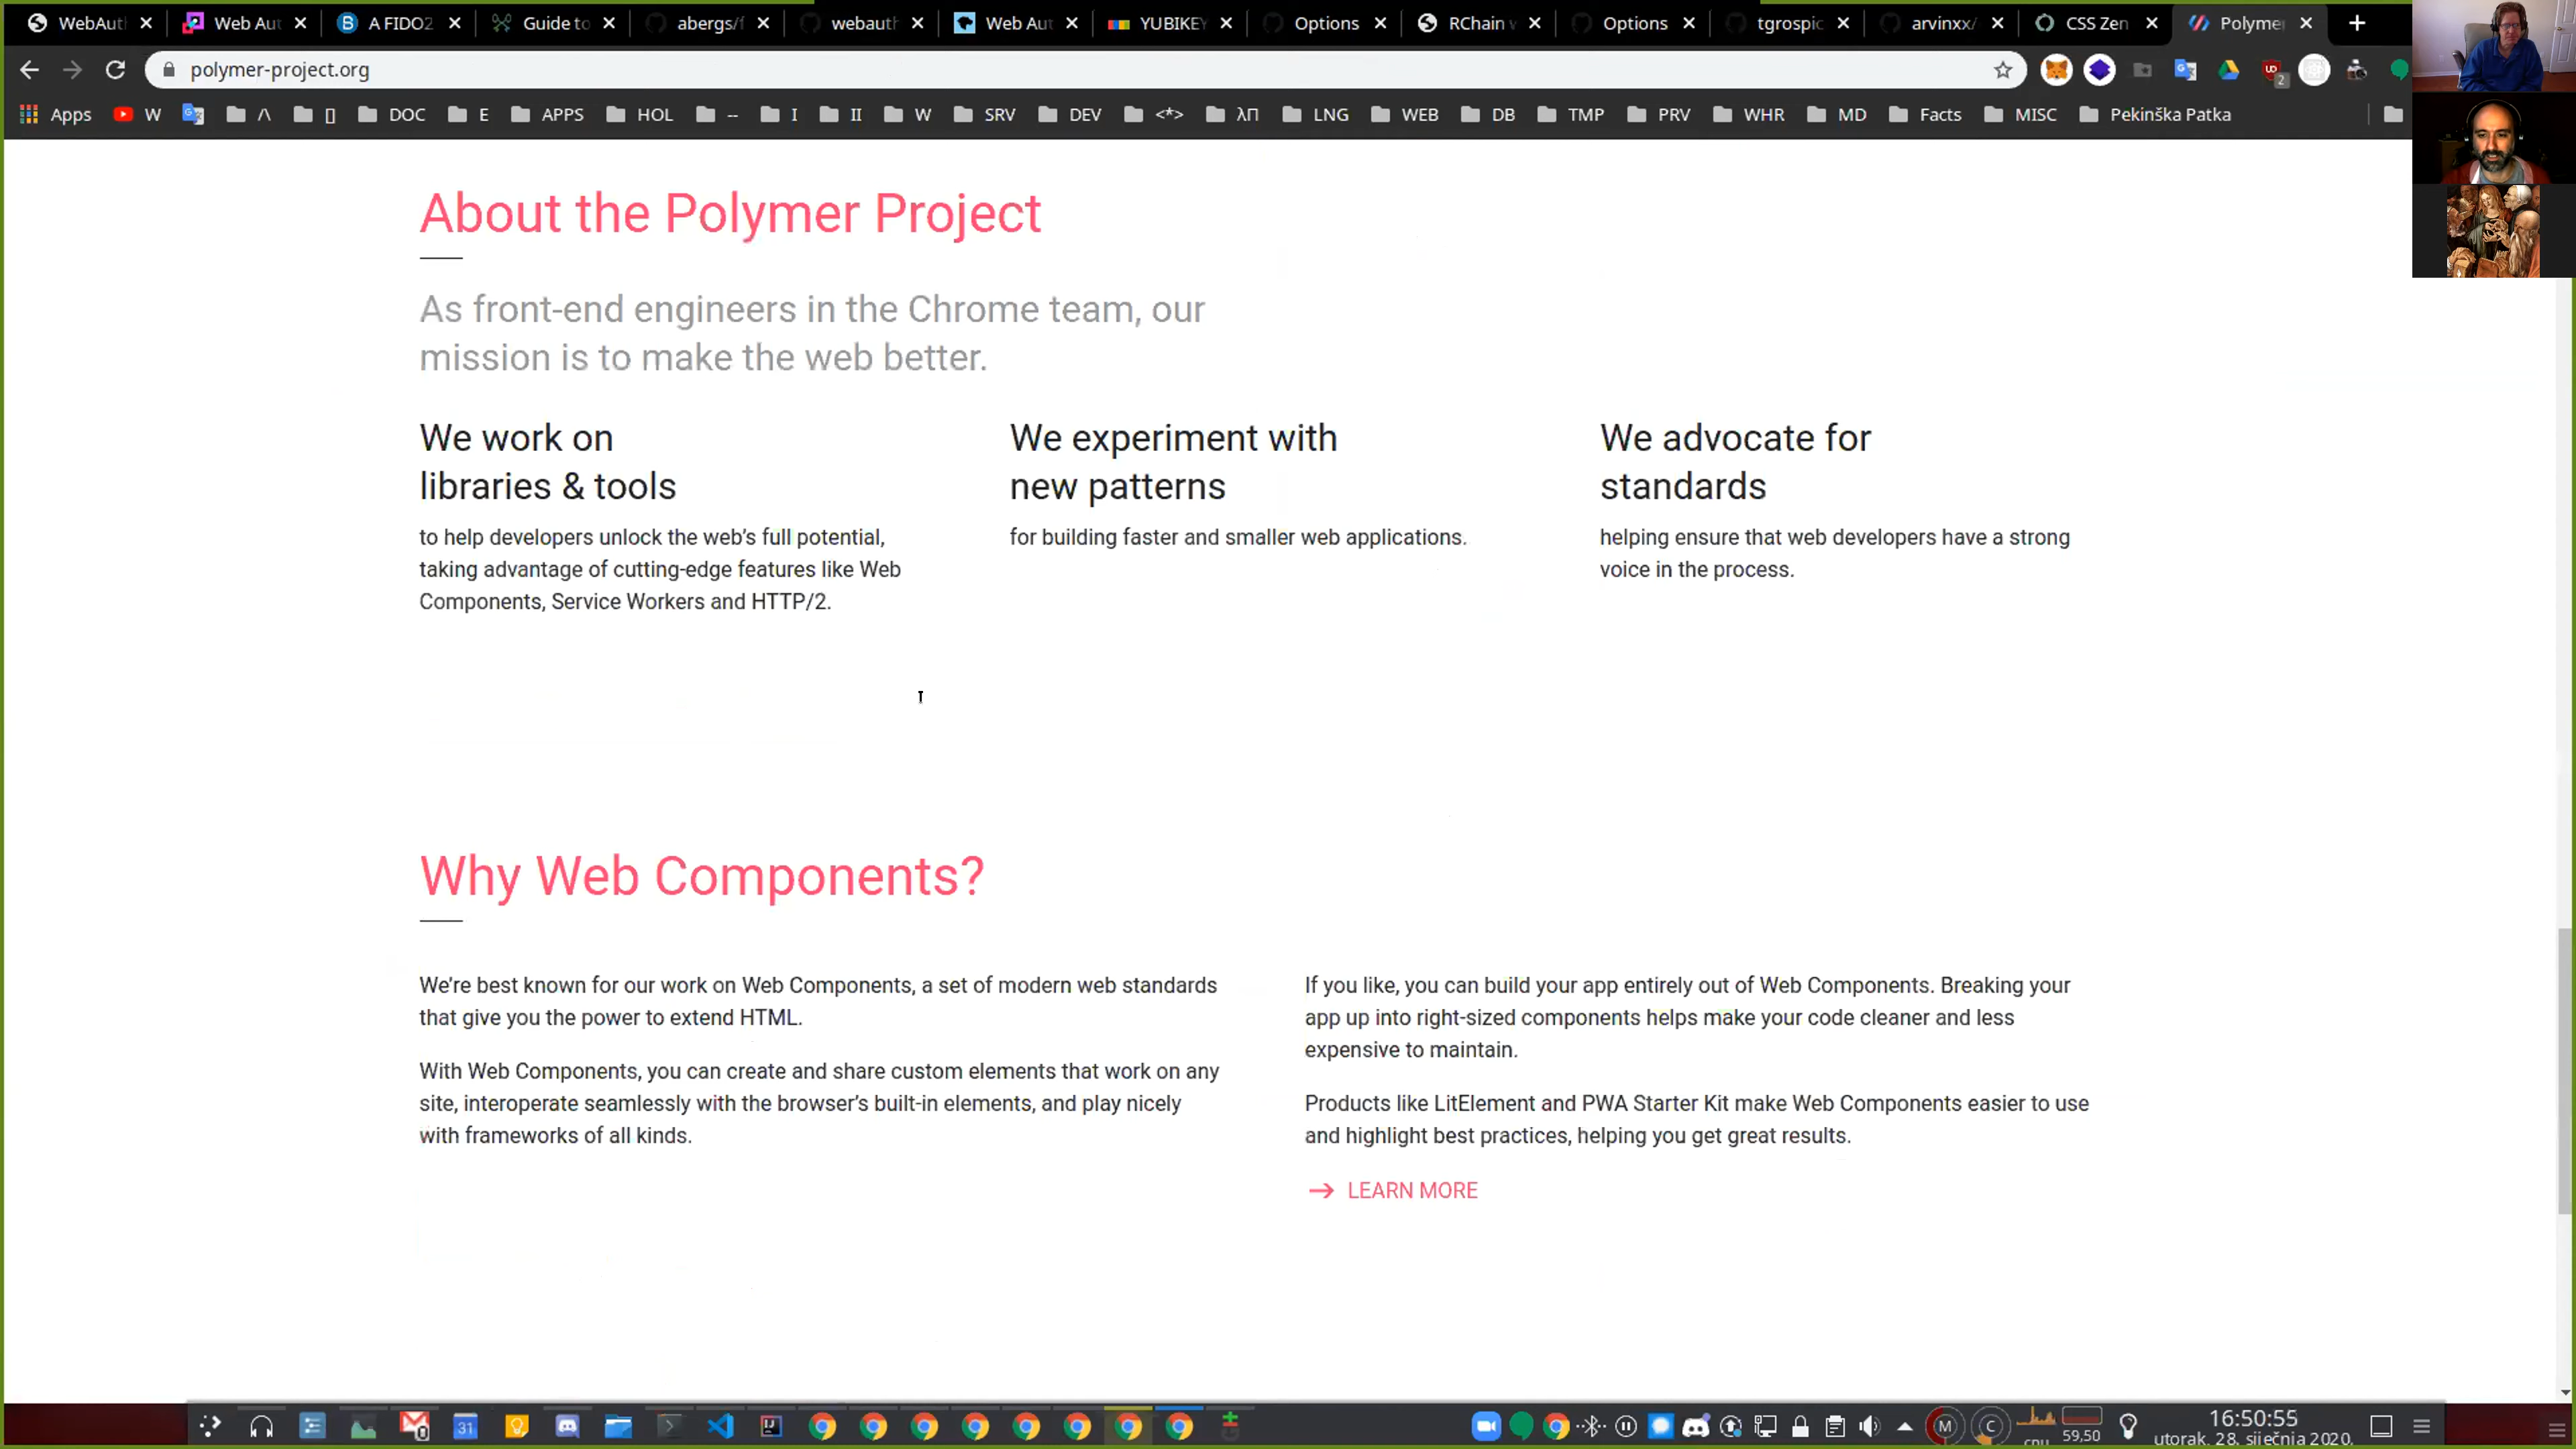 WebAuth Web Aut A FIDO2 Guide to abergs/f webauth Web Aut YUBIKEY Options RChain Options tgrospic arvinxx/ CSS Zen Polymer
polymer-project.org
Apps W /\ [] DOC E APPS HOL -- I II W SRV DEV <*> λΠ LNG WEB DB TMP PRV WHR MD Facts MISC Pekinška Patka
About the Polymer Project
As front-end engineers in the Chrome team, our
mission is to make the web better.
We work on
libraries & tools
to help developers unlock the web's full potential,
taking advantage of cutting-edge features like Web
Components, Service Workers and HTTP/2.
We experiment with
new patterns
for building faster and smaller web applications.
We advocate for
standards
helping ensure that web developers have a strong
voice in the process.
Why Web Components?
We're best known for our work on Web Components, a set of modern web standards
that give you the power to extend HTML.
With Web Components, you can create and share custom elements that work on any
site, interoperate seamlessly with the browser's built-in elements, and play nicely
with frameworks of all kinds.
If you like, you can build your app entirely out of Web Components. Breaking your
app up into right-sized components helps make your code cleaner and less
expensive to maintain.
Products like LitElement and PWA Starter Kit make Web Components easier to use
and highlight best practices, helping you get great results.
LEARN MORE
59,50
16:50:55
utorak, 28. siječnja 2020.